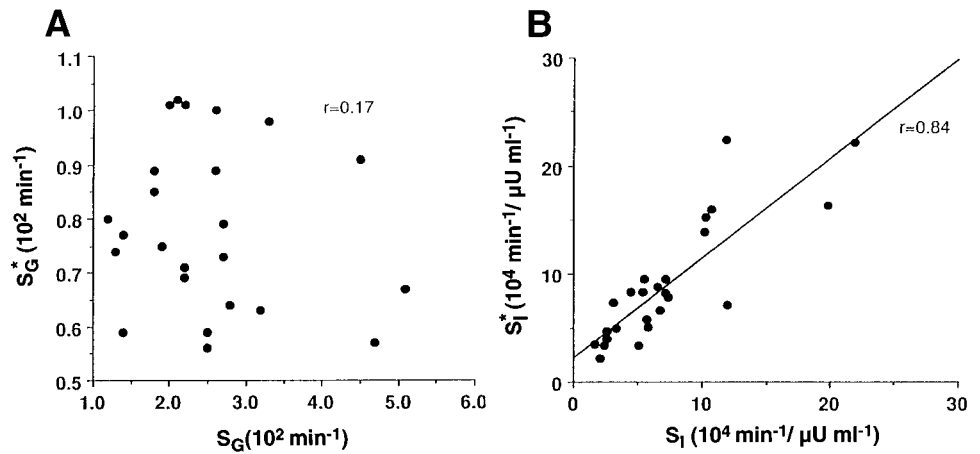 A
1.1
1.0
0.9
0.8
0.7
0.6
0.5
S*G (10² min⁻¹)
r=0.17
1.0 2.0 3.0 4.0 5.0 6.0
SG(10² min⁻¹)
B
30
20
10
0
S*I (10⁴ min⁻¹/ μU ml⁻¹)
r=0.84
0 10 20 30
SI (10⁴ min⁻¹/ μU ml⁻¹)